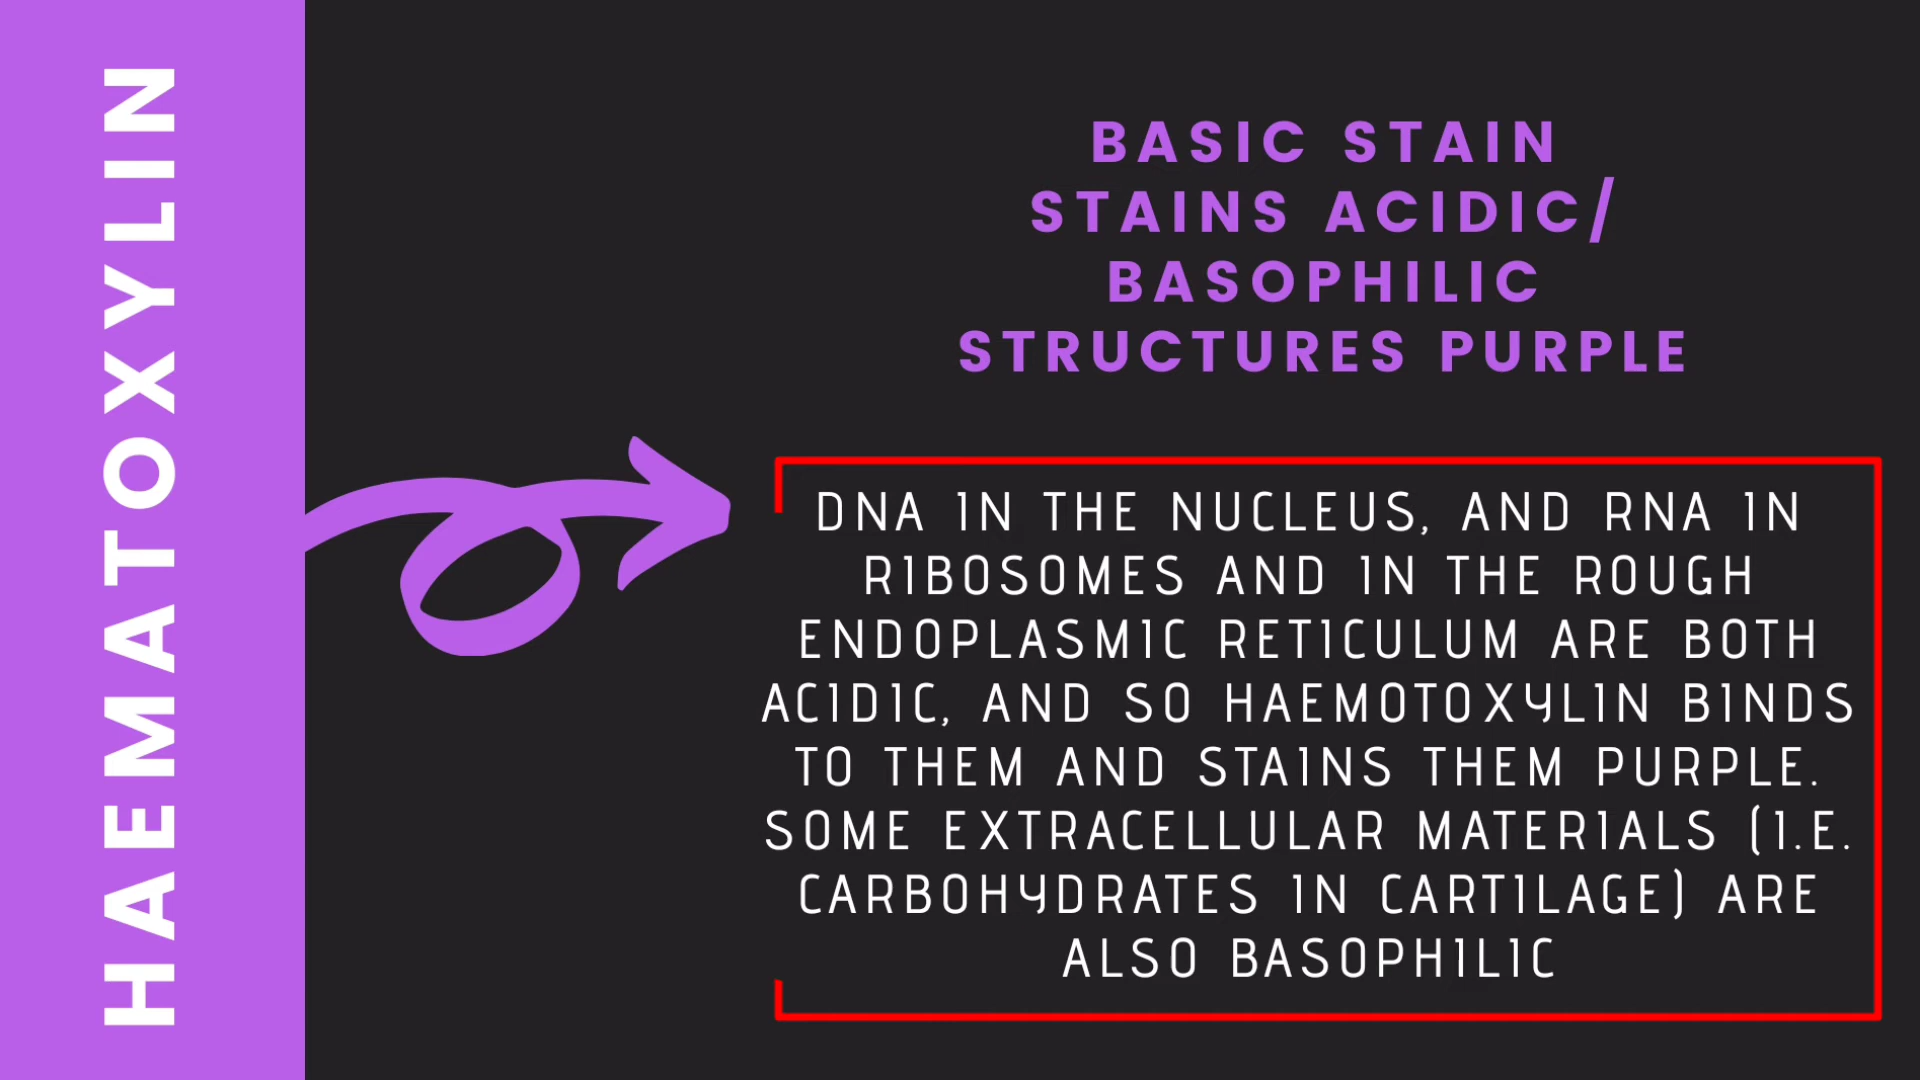 HAEMATOXYLIN
BASIC STAIN
STAINS ACIDIC/
BASOPHILIC
STRUCTURES PURPLE
DNA IN THE NUCLEUS, AND RNA IN
RIBOSOMES AND IN THE ROUGH
ENDOPLASMIC RETICULUM ARE BOTH
ACIDIC, AND SO HAEMOTOXYLIN BINDS
TO THEM AND STAINS THEM PURPLE.
SOME EXTRACELLULAR MATERIALS (I.E.
CARBOHYDRATES IN CARTILAGE) ARE
ALSO BASOPHILIC